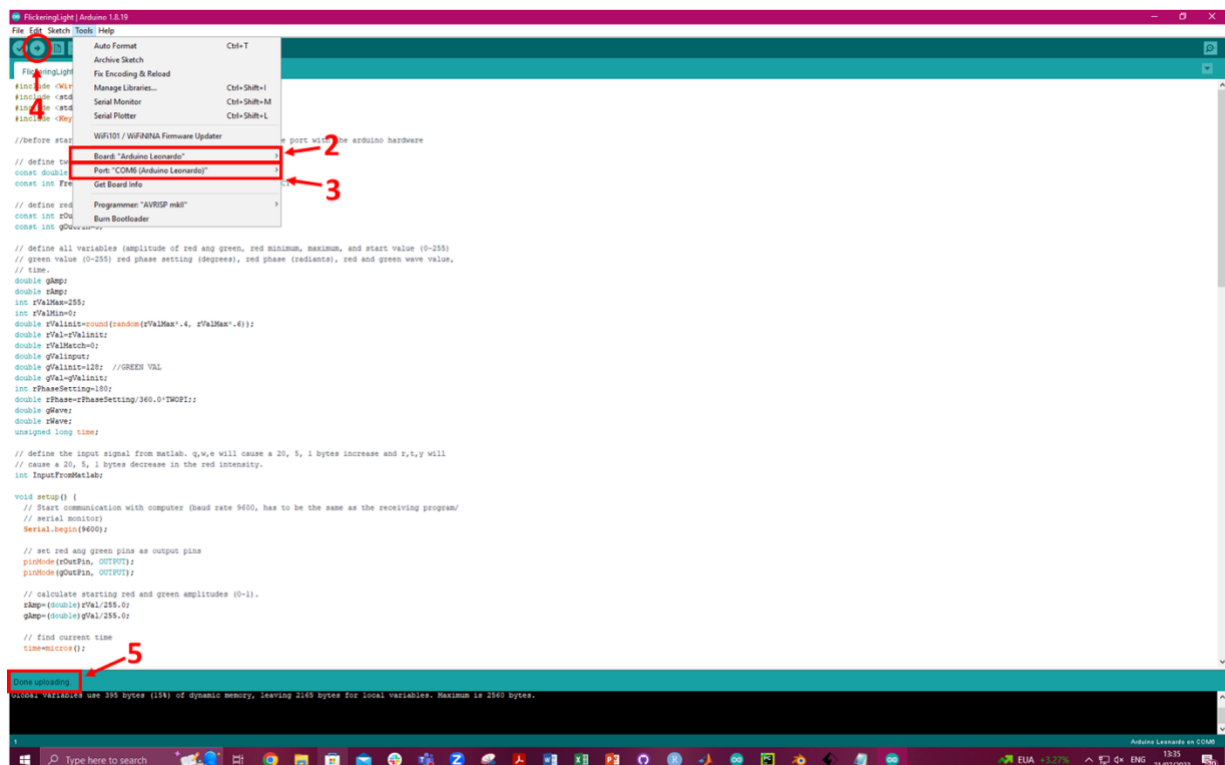 FlickeringLight | Arduino 1.8.19
File Edit Sketch Tools Help
Auto Format Ctrl+T
Archive Sketch
Fix Encoding & Reload
Manage Libraries... Ctrl+Shift+I
Serial Monitor Ctrl+Shift+M
Serial Plotter Ctrl+Shift+L
WiFi101 / WiFiNINA Firmware Updater
Board: "Arduino Leonardo"
Port: "COM6 (Arduino Leonardo)"
Get Board Info
Programmer: "AVRISP mkII"
Burn Bootloader
2
3
4
5
FlickeringLight
#include <Wir
#include <std
#include <std
#include <Key
//before star
e port with the arduino hardware
// define tw
const double
const int Fre
// define red
const int rOu
const int gOutPin=6;
// define all variables (amplitude of red ang green, red minimum, maximum, and start value (0-255)
// green value (0-255) red phase setting (degrees), red phase (radiants), red and green wave value,
// time.
double gAmp;
double rAmp;
int rValMax=255;
int rValMin=0;
double rValinit=round(random(rValMax*.4, rValMax*.6));
double rVal=rValinit;
double rValMatch=0;
double gValinput;
double gValinit=128; //GREEN VAL
double gVal=gValinit;
int rPhaseSetting=180;
double rPhase=rPhaseSetting/360.0*TWOPI;;
double gWave;
double rWave;
unsigned long time;
// define the input signal from matlab. q,w,e will cause a 20, 5, 1 bytes increase and r,t,y will
// cause a 20, 5, 1 bytes decrease in the red intensity.
int InputFromMatlab;
void setup() {
// Start communication with computer (baud rate 9600, has to be the same as the receiving program/
// serial monitor)
Serial.begin(9600);
// set red ang green pins as output pins
pinMode(rOutPin, OUTPUT);
pinMode(gOutPin, OUTPUT);
// calculate starting red and green amplitudes (0-1).
rAmp=(double)rVal/255.0;
gAmp=(double)gVal/255.0;
// find current time
time=micros();
Done uploading.
Global variables use 395 bytes (15%) of dynamic memory, leaving 2165 bytes for local variables. Maximum is 2560 bytes.
1
Arduino Leonardo on COM6
Type here to search
EUA +3,27%
ENG
13:35